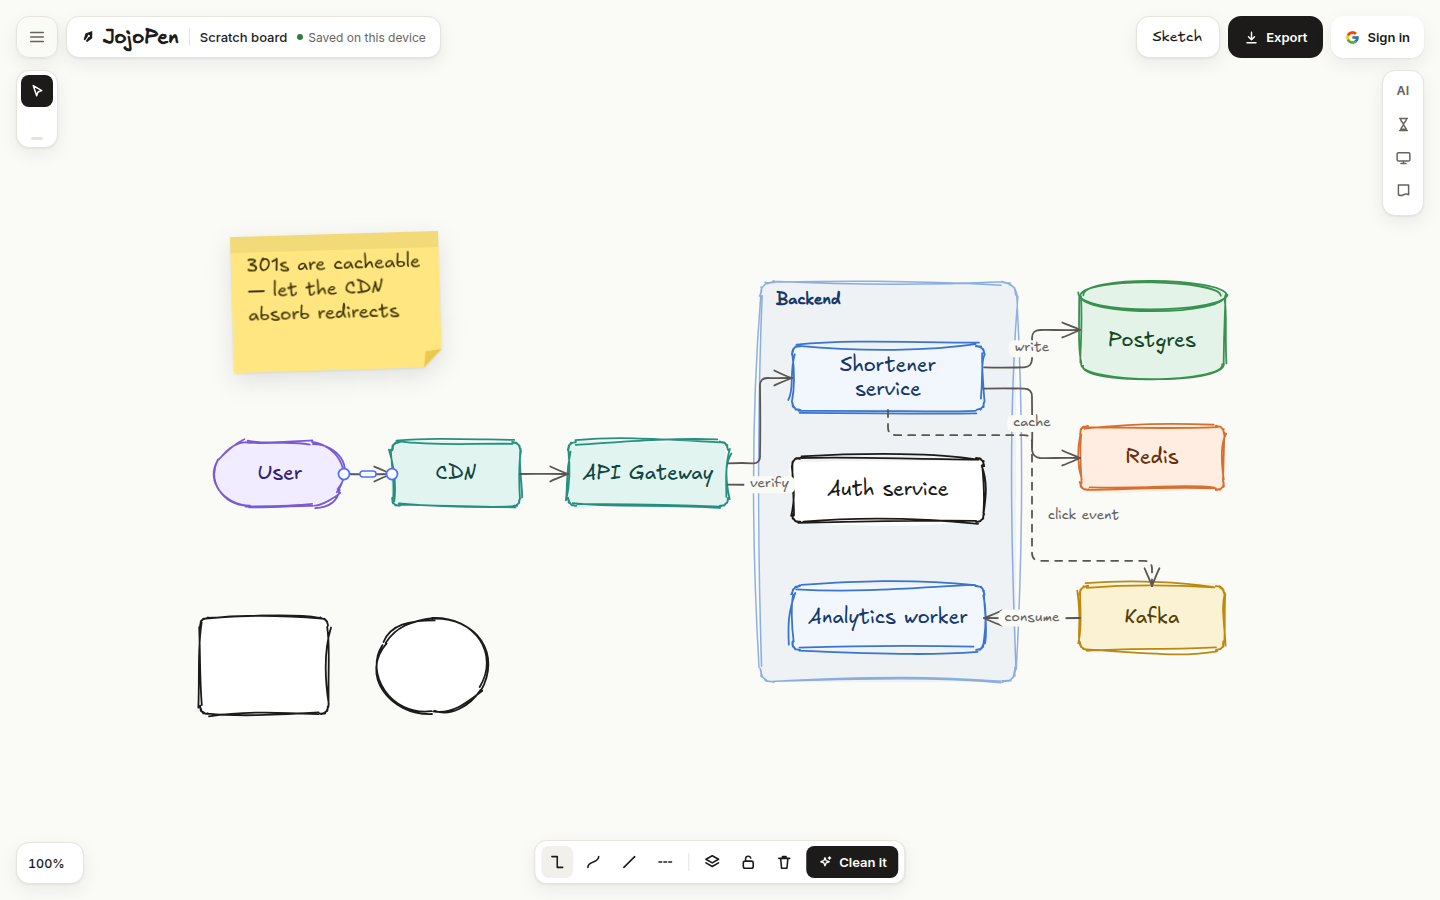 JojoPen
Scratch board
Saved on this device
Sketch
Export
Sign in
AI
301s are cacheable
— let the CDN
absorb redirects
Backend
Shortener
service
write
Postgres
cache
User
CDN
API Gateway
verify
Auth service
Redis
click event
Analytics worker
consume
Kafka
100%
Clean it